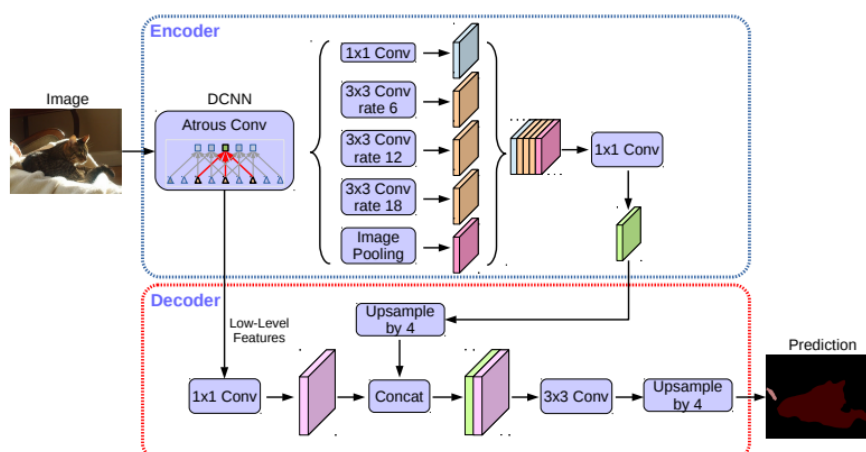 Encoder
Image
DCNN
Atrous Conv
1x1 Conv
3x3 Conv
rate 6
3x3 Conv
rate 12
3x3 Conv
rate 18
Image
Pooling
1x1 Conv
Decoder
Low-Level
Features
Upsample
by 4
1x1 Conv
Concat
3x3 Conv
Upsample
by 4
Prediction